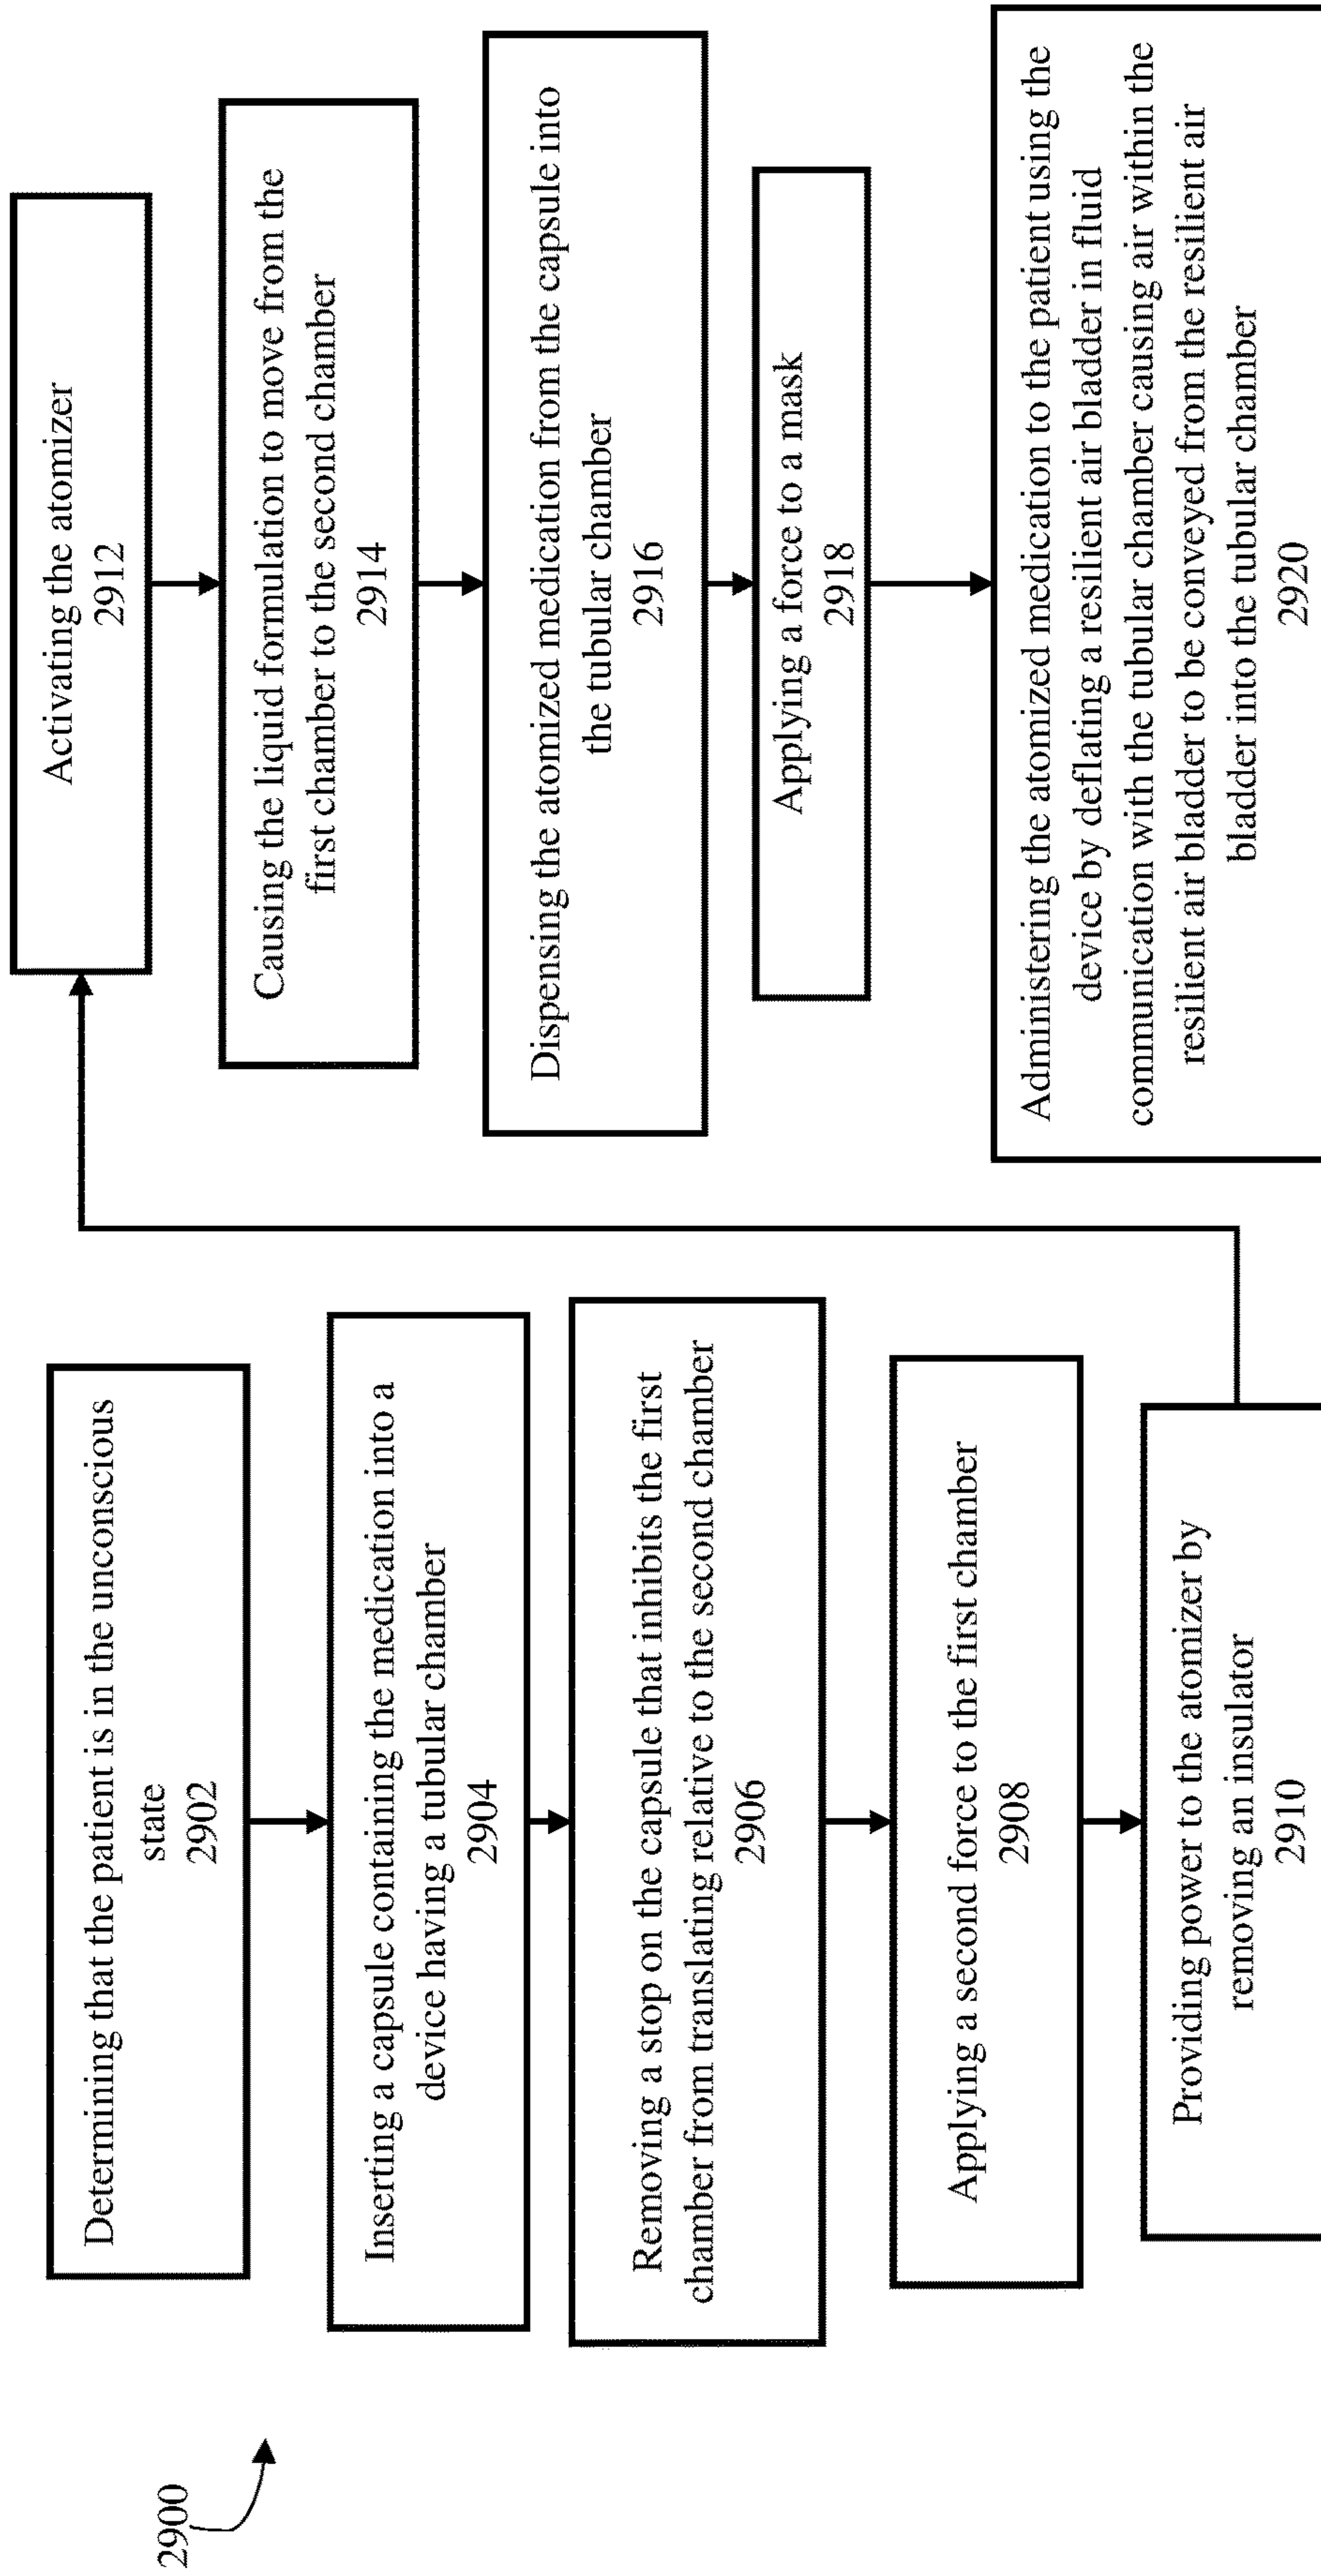 2900
Determining that the patient is in the unconscious
state
2902
Inserting a capsule containing the medication into a
device having a tubular chamber
2904
Removing a stop on the capsule that inhibits the first
chamber from translating relative to the second chamber
2906
Applying a second force to the first chamber
2908
Providing power to the atomizer by
removing an insulator
2910
Activating the atomizer
2912
Causing the liquid formulation to move from the
first chamber to the second chamber
2914
Dispensing the atomized medication from the capsule into
the tubular chamber
2916
Applying a force to a mask
2918
Administering the atomized medication to the patient using the
device by deflating a resilient air bladder in fluid
communication with the tubular chamber causing air within the
resilient air bladder to be conveyed from the resilient air
bladder into the tubular chamber
2920